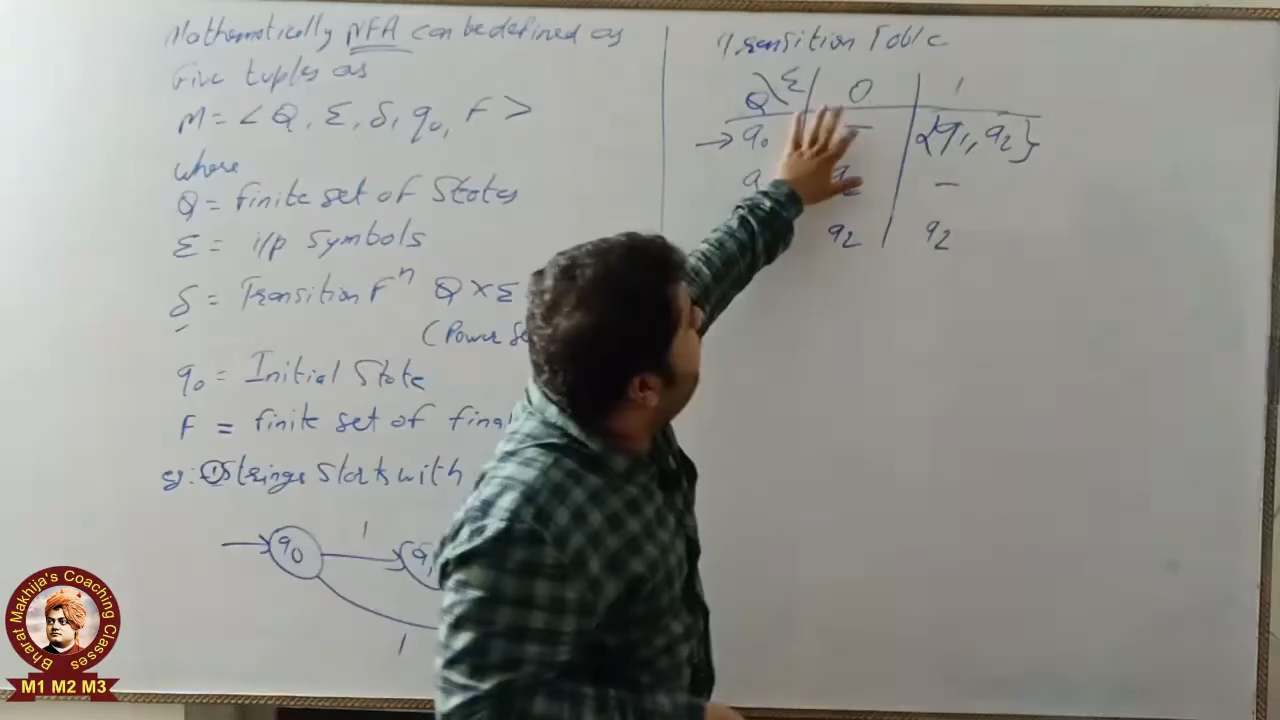 Mathematically NFA can be defined as
five tuples as
M = < Q, Σ, δ, q0, F >
where
Q = finite set of States
Σ = i/p Symbols
δ = Transition Fⁿ Q × Σ
(Power
q0 = Initial State
F = finite set of final
eg: ① Strings Starts with
→ q0 1 q1
1
Transition Table
Q \ Σ | 0 | 1
→ q0 | – | {q1, q2}
q2 | –
q2 | q2
Bharat Makhija's Coaching Classes
M1 M2 M3